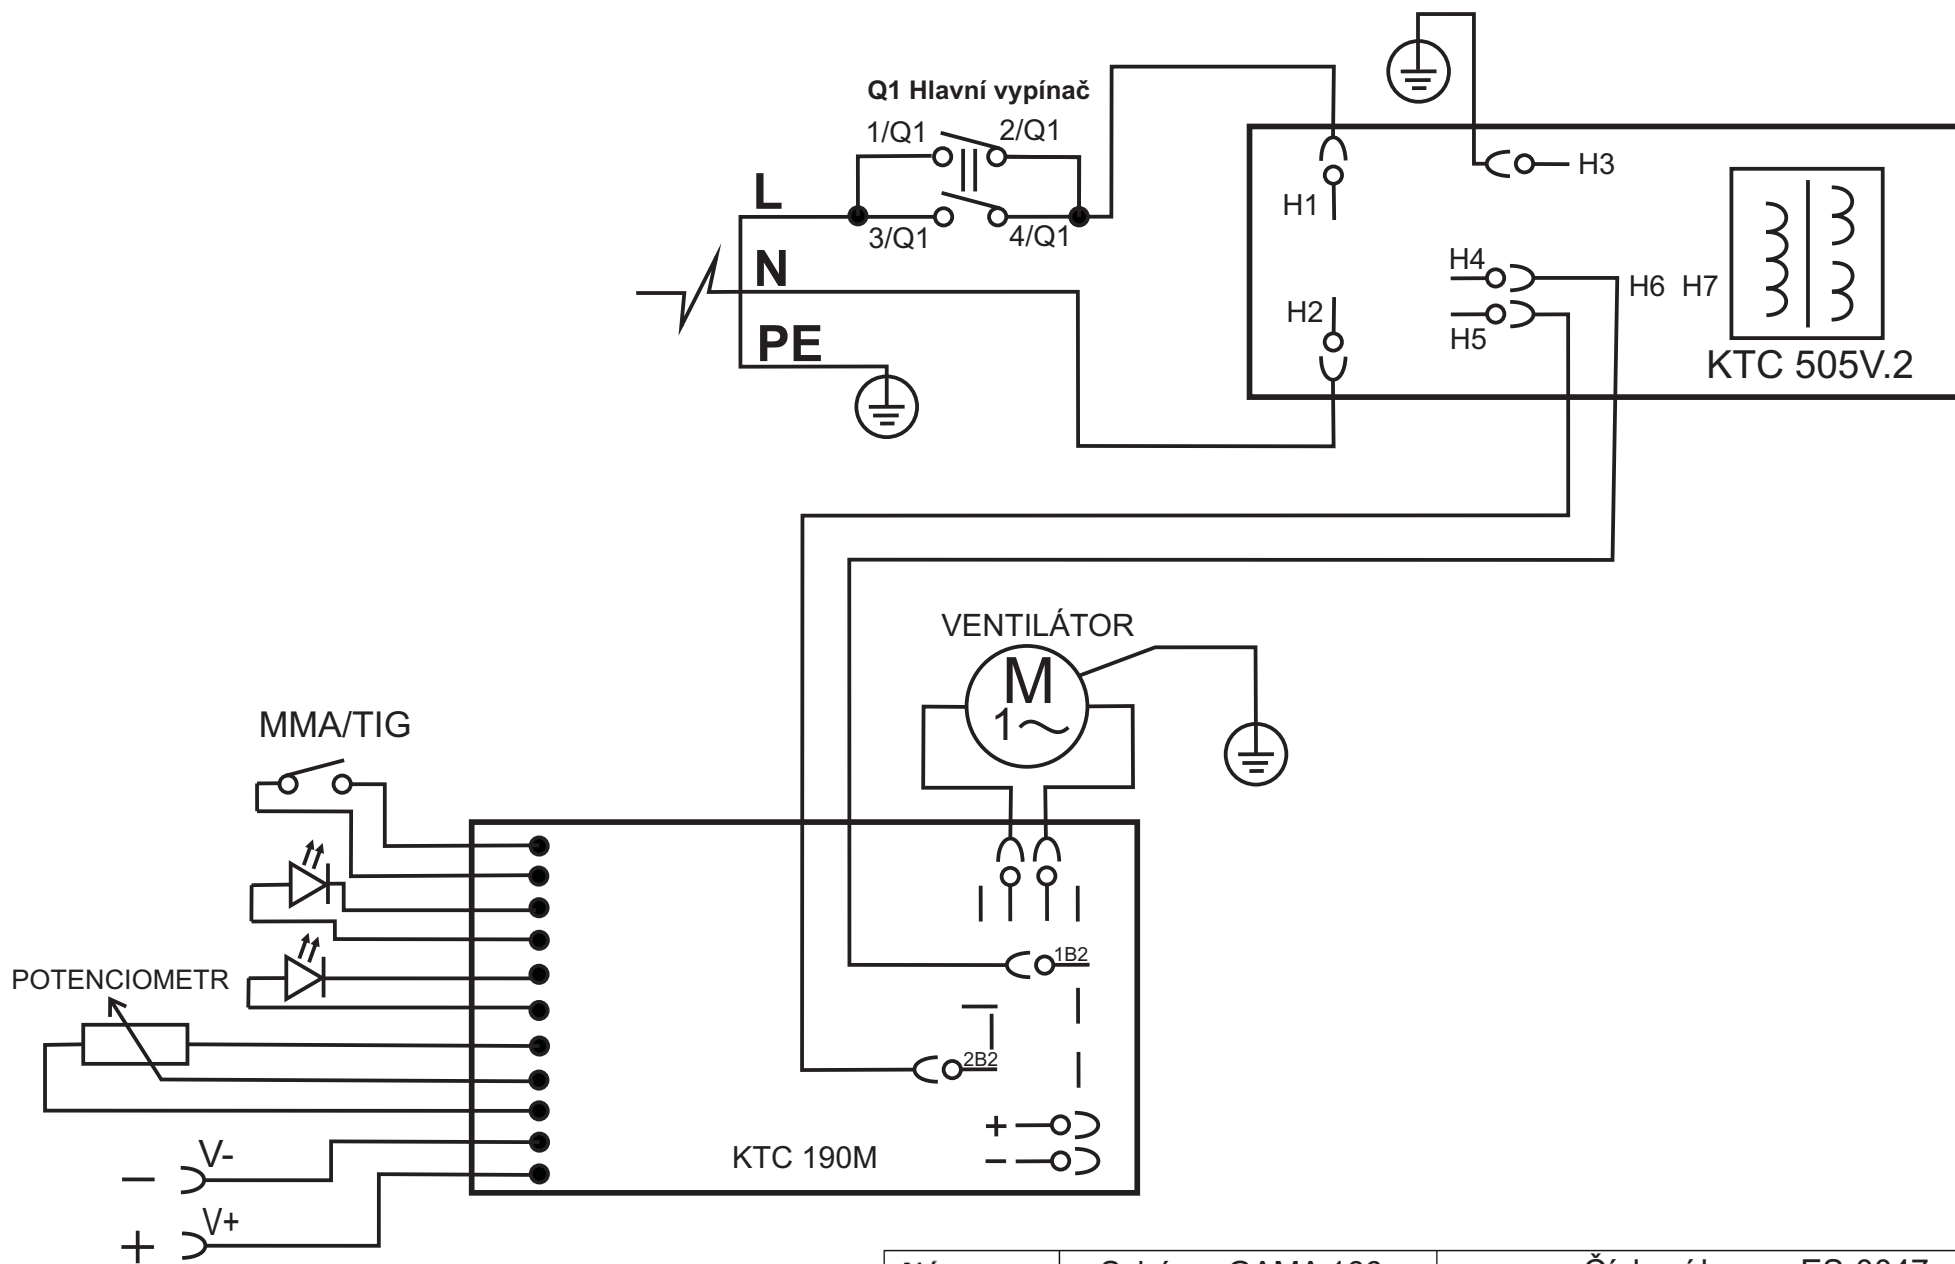 Q1 Hlavní vypínač
1/Q1 2/Q1
L
3/Q1 4/Q1
N
PE
H1
H3
H4
H2
H6 H7
H5
KTC 505V.2
VENTILÁTOR
M
1~
MMA/TIG
1B2
POTENCIOMETR
2B2
+
−
KTC 190M
− V-
+ V+